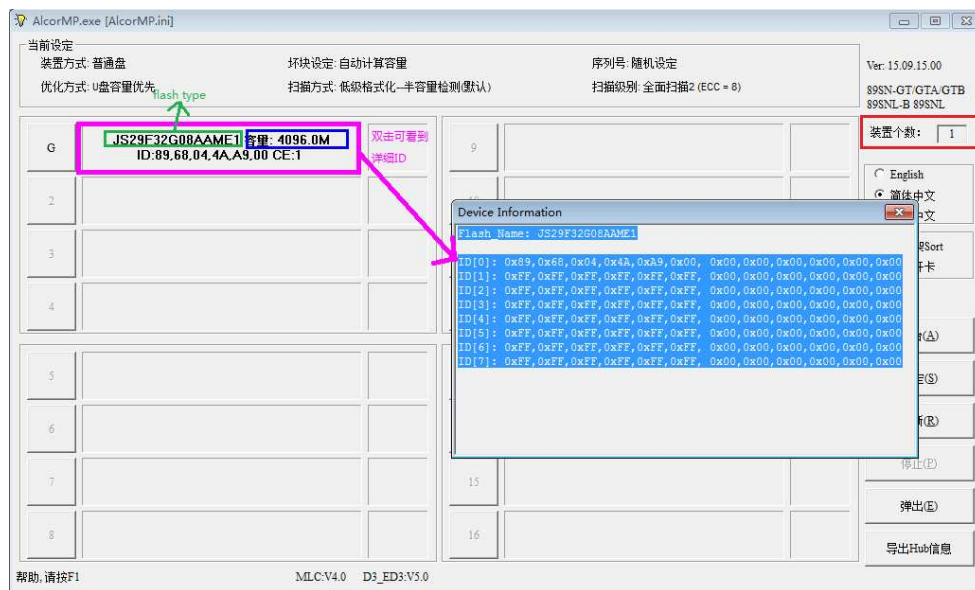 AlcorMP.exe [AlcorMP.ini]
当前设定
装置方式: 普通盘
坏块设定: 自动计算容量
序列号: 随机设定
优化方式: U盘容量优先
扫描方式: 低级格式化--半容量检测(默认)
扫描级别: 全面扫描2 (ECC = 8)
Ver: 15.09.15.00
89SN-GT/GTA/GTB
89SNL-B 89SNL
flash type
G
JS29F32G08AAME1 容量: 4096.0M
ID:89,68,04,4A,A9,00 CE:1
双击可看到
详细ID
9
装置个数: 1
English
简体中文
中文
2
3
4
Device Information
Flash Name: JS29F32G08AAME1
ID[0]: 0x89,0x68,0x04,0x4A,0xA9,0x00, 0x00,0x00,0x00,0x00,0x00,0x00
ID[1]: 0xFF,0xFF,0xFF,0xFF,0xFF,0xFF, 0x00,0x00,0x00,0x00,0x00,0x00
ID[2]: 0xFF,0xFF,0xFF,0xFF,0xFF,0xFF, 0x00,0x00,0x00,0x00,0x00,0x00
ID[3]: 0xFF,0xFF,0xFF,0xFF,0xFF,0xFF, 0x00,0x00,0x00,0x00,0x00,0x00
ID[4]: 0xFF,0xFF,0xFF,0xFF,0xFF,0xFF, 0x00,0x00,0x00,0x00,0x00,0x00
ID[5]: 0xFF,0xFF,0xFF,0xFF,0xFF,0xFF, 0x00,0x00,0x00,0x00,0x00,0x00
ID[6]: 0xFF,0xFF,0xFF,0xFF,0xFF,0xFF, 0x00,0x00,0x00,0x00,0x00,0x00
ID[7]: 0xFF,0xFF,0xFF,0xFF,0xFF,0xFF, 0x00,0x00,0x00,0x00,0x00,0x00
Sort
开卡
(A)
(S)
(R)
5
6
7
15
停止(P)
弹出(E)
8
16
导出Hub信息
帮助, 请按F1
MLC:V4.0
D3_ED3:V5.0